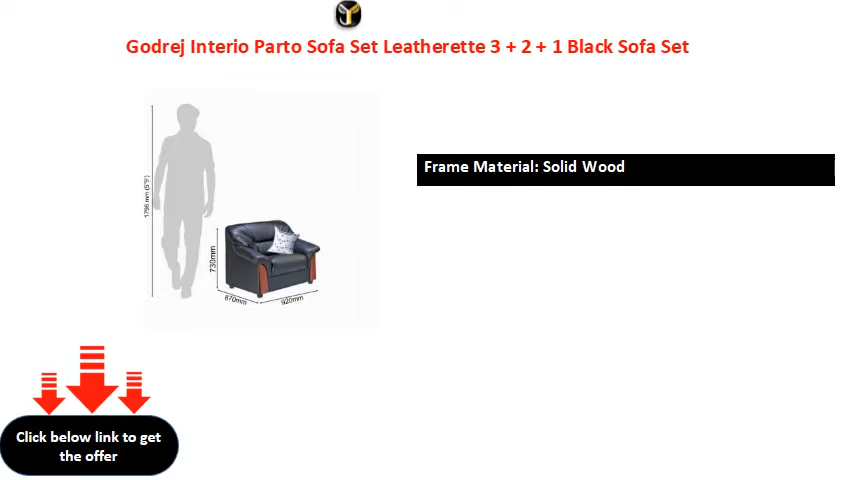 Godrej Interio Parto Sofa Set Leatherette 3 + 2 + 1 Black Sofa Set
Frame Material: Solid Wood
1796 mm (5'9")
730mm
870mm
920mm
Click below link to get
the offer